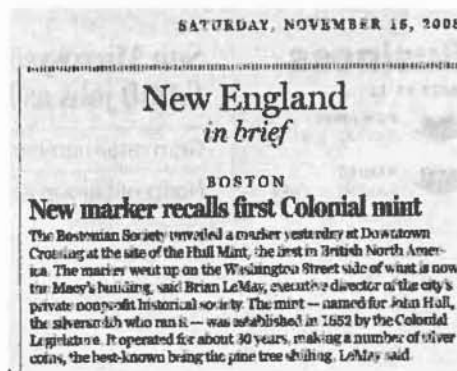 SATURDAY, NOVEMBER 15, 2008
New England
in brief
BOSTON
New marker recalls first Colonial mint
The Bostonian Society unveiled a marker yesterday at Downtown
Crossing at the site of the Hull Mint, the first in British North Amer-
ica. The marker went up on the Washington Street side of what is now
the Macy's building, said Brian LeMay, executive director of the city's
private nonprofit historical society. The mint — named for John Hull,
the silversmith who ran it — was established in 1652 by the Colonial
Legislature. It operated for about 30 years, making a number of silver
coins, the best-known being the pine tree shilling, LeMay said.